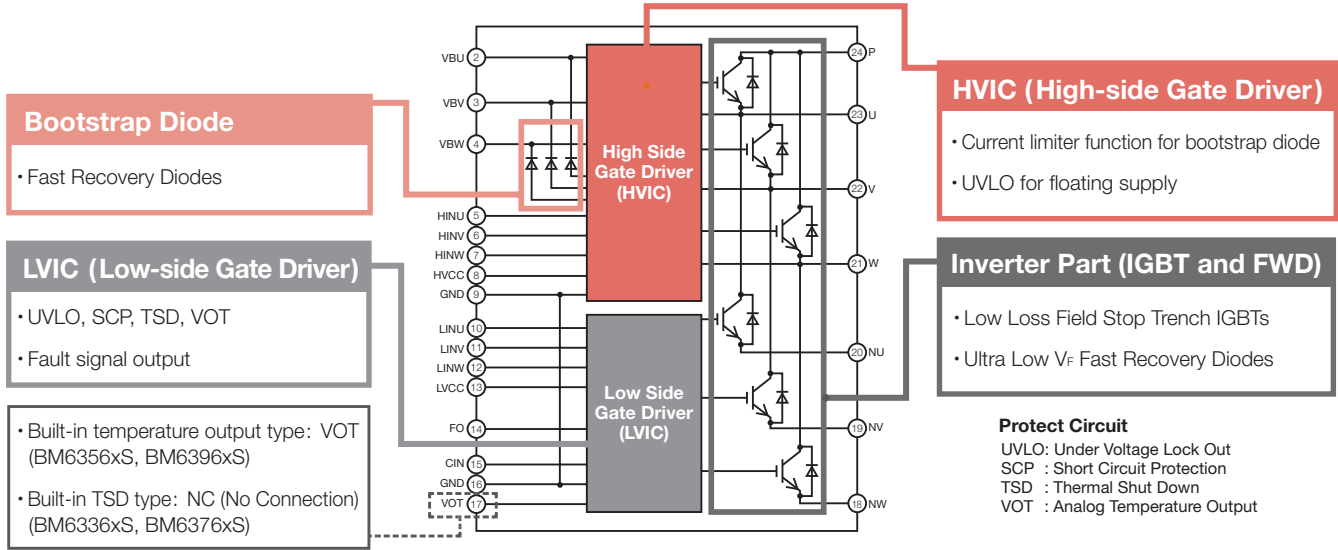 Bootstrap Diode
・Fast Recovery Diodes
LVIC (Low-side Gate Driver)
・UVLO, SCP, TSD, VOT
・Fault signal output
・Built-in temperature output type: VOT
(BM6356xS, BM6396xS)
・Built-in TSD type: NC (No Connection)
(BM6336xS, BM6376xS)
VBU 2
VBV 3
VBW 4
HINU 5
HINV 6
HINW 7
HVCC 8
GND 9
LINU 10
LINV 11
LINW 12
LVCC 13
FO 14
CIN 15
GND 16
VOT 17
High Side
Gate Driver
(HVIC)
Low Side
Gate Driver
(LVIC)
24 P
23 U
22 V
21 W
20 NU
19 NV
18 NW
HVIC (High-side Gate Driver)
・Current limiter function for bootstrap diode
・UVLO for floating supply
Inverter Part (IGBT and FWD)
・Low Loss Field Stop Trench IGBTs
・Ultra Low VF Fast Recovery Diodes
Protect Circuit
UVLO: Under Voltage Lock Out
SCP : Short Circuit Protection
TSD : Thermal Shut Down
VOT : Analog Temperature Output